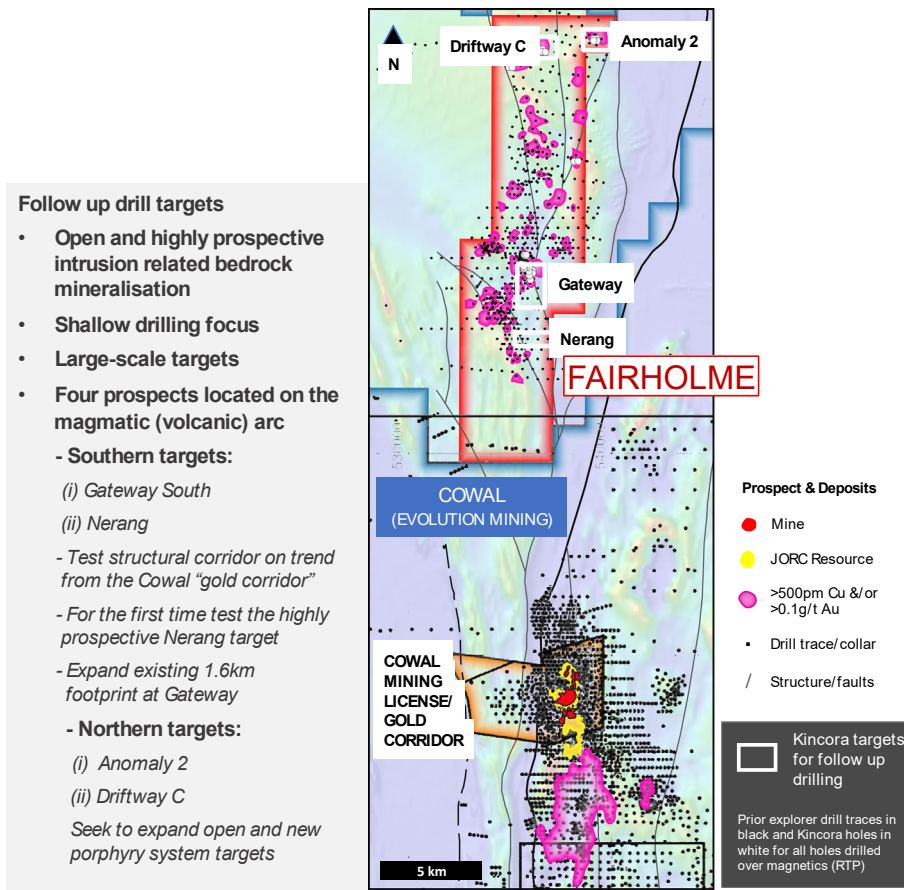 Follow up drill targets
• Open and highly prospective
intrusion related bedrock
mineralisation
• Shallow drilling focus
• Large-scale targets
• Four prospects located on the
magmatic (volcanic) arc
- Southern targets:
(i) Gateway South
(ii) Nerang
- Test structural corridor on trend
from the Cowal “gold corridor”
- For the first time test the highly
prospective Nerang target
- Expand existing 1.6km
footprint at Gateway
- Northern targets:
(i) Anomaly 2
(ii) Driftway C
Seek to expand open and new
porphyry system targets
N
Driftway C
Anomaly 2
Gateway
Nerang
FAIRHOLME
COWAL
(EVOLUTION MINING)
COWAL
MINING
LICENSE/
GOLD
CORRIDOR
5 km
Prospect & Deposits
Mine
JORC Resource
>500pm Cu &/or
>0.1g/t Au
Drill trace/collar
Structure/faults
Kincora targets
for follow up
drilling
Prior explorer drill traces in
black and Kincora holes in
white for all holes drilled
over magnetics (RTP)